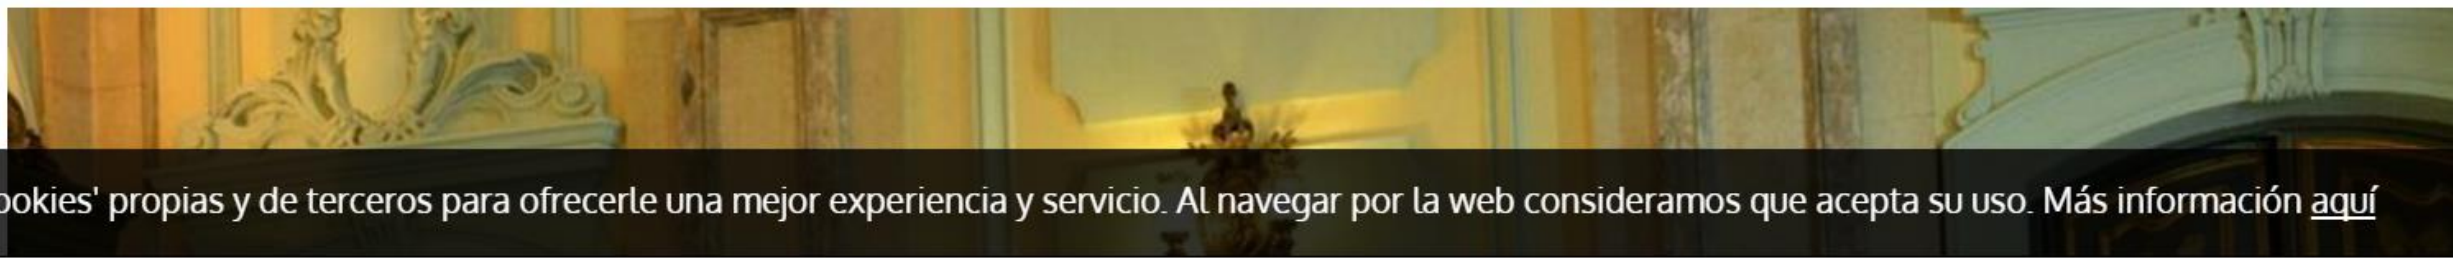 ookies' propias y de terceros para ofrecerle una mejor experiencia y servicio. Al navegar por la web consideramos que acepta su uso. Más información aquí